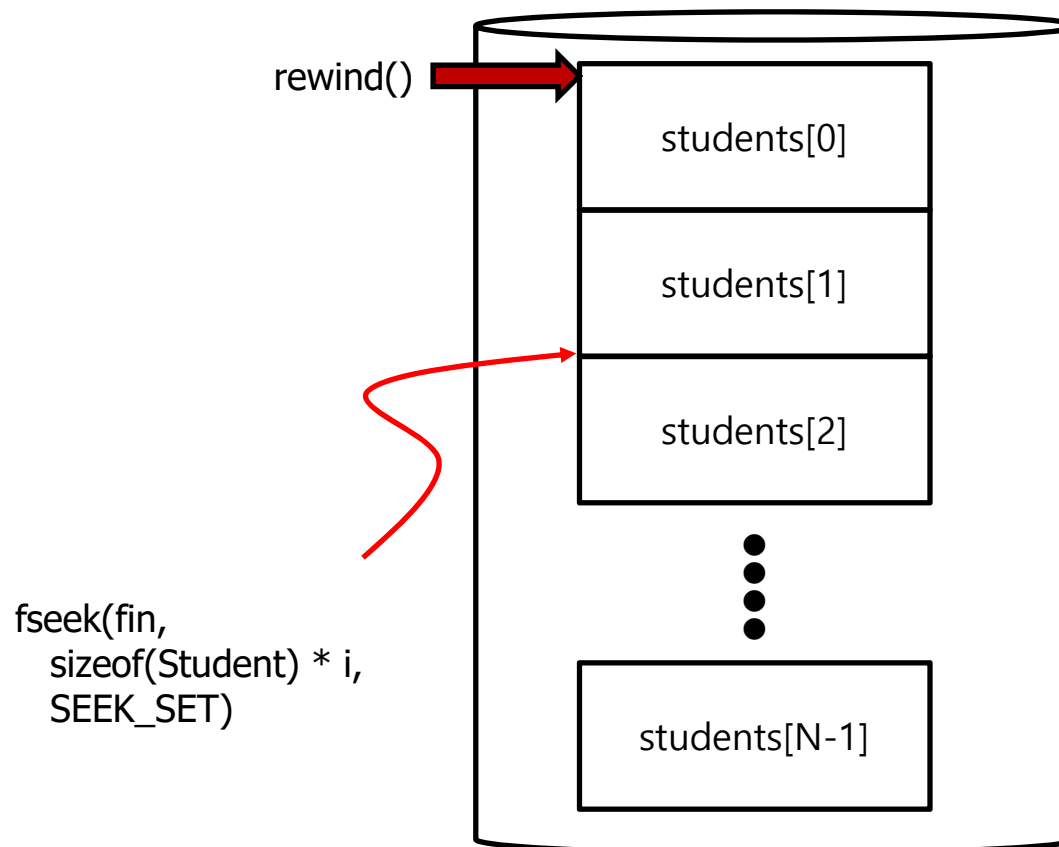 rewind()
students[0]
students[1]
students[2]
fseek(fin,
sizeof(Student) * i,
SEEK_SET)
students[N-1]